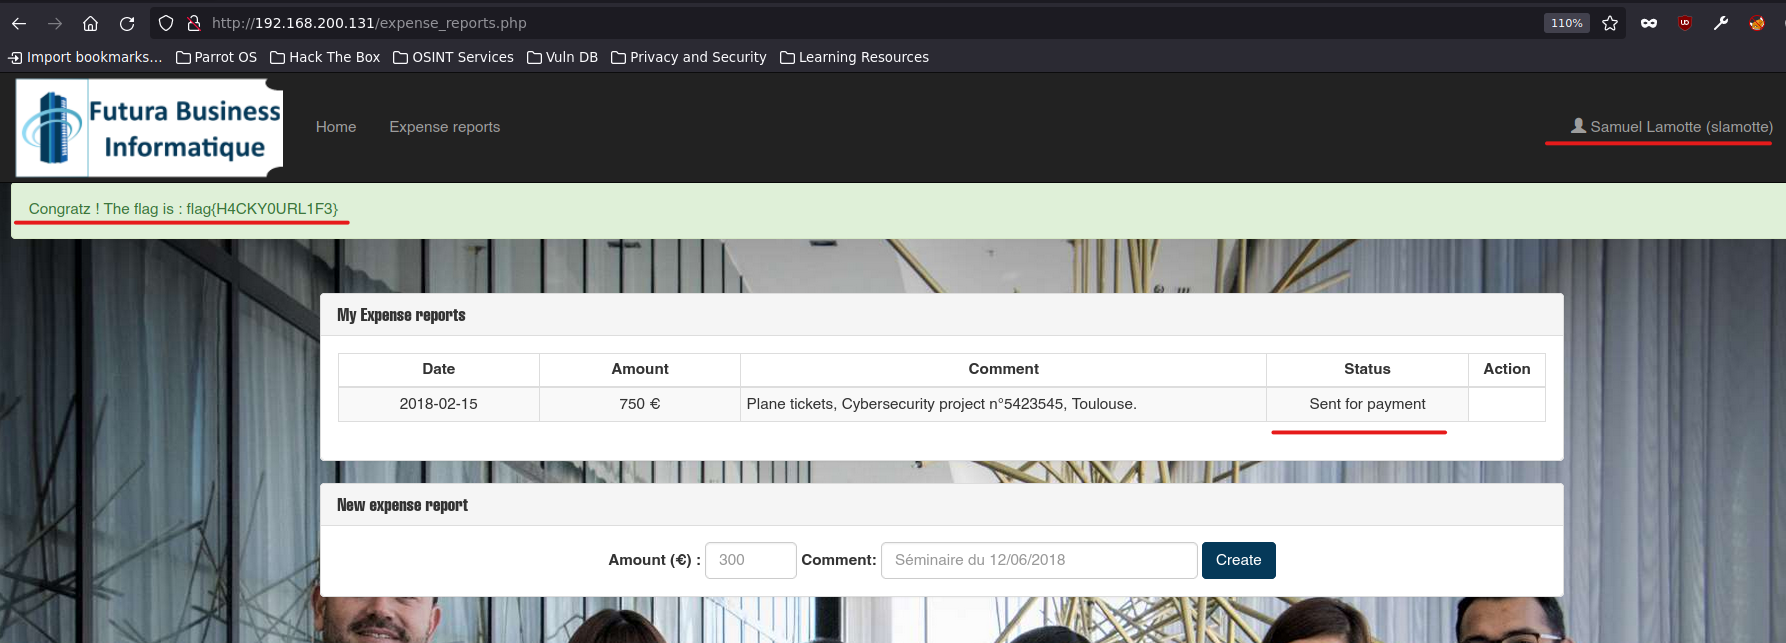 http://192.168.200.131/expense_reports.php 110%
Import bookmarks... Parrot OS Hack The Box OSINT Services Vuln DB Privacy and Security Learning Resources
Futura Business
Informatique
Home Expense reports Samuel Lamotte (slamotte)
Congratz ! The flag is : flag{H4CKY0URL1F3}
My Expense reports
Date Amount Comment Status Action
2018-02-15 750 € Plane tickets, Cybersecurity project n°5423545, Toulouse. Sent for payment
New expense report
Amount (€) : 300 Comment: Séminaire du 12/06/2018 Create